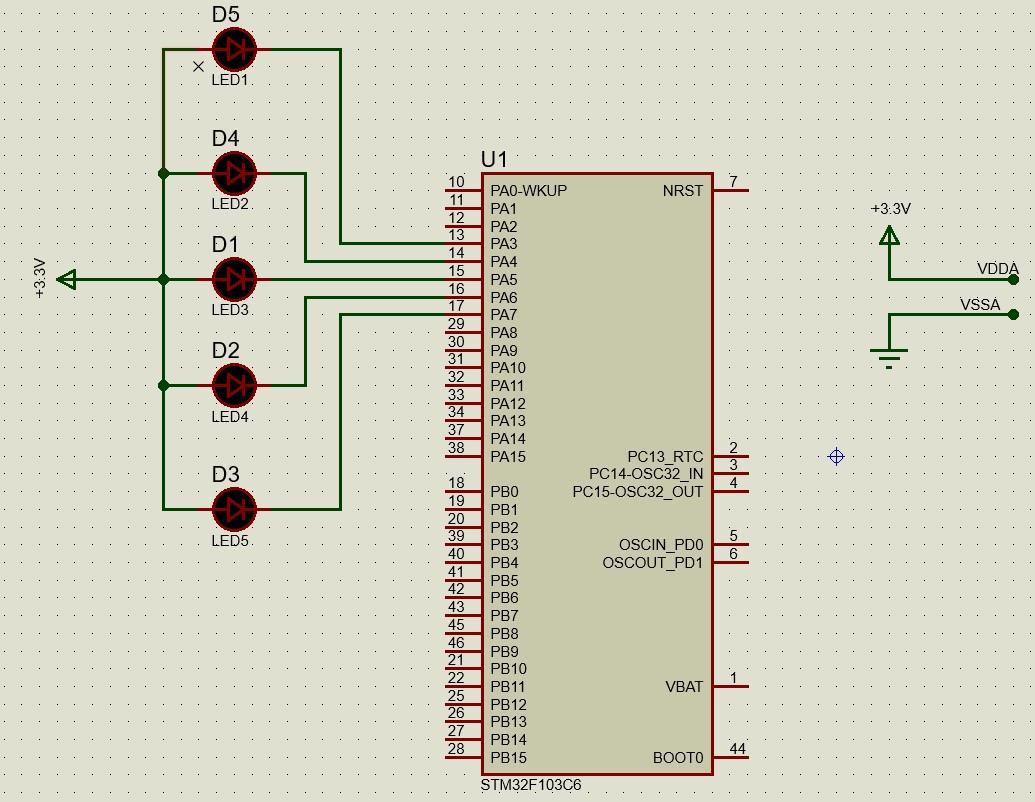 D5
LED1
D4
LED2
D1
LED3
D2
LED4
D3
LED5
+3.3V
U1
10 PA0-WKUP
11 PA1
12 PA2
13 PA3
14 PA4
15 PA5
16 PA6
17 PA7
29 PA8
30 PA9
31 PA10
32 PA11
33 PA12
34 PA13
37 PA14
38 PA15
18 PB0
19 PB1
20 PB2
39 PB3
40 PB4
41 PB5
42 PB6
43 PB7
45 PB8
46 PB9
21 PB10
22 PB11
25 PB12
26 PB13
27 PB14
28 PB15
NRST 7
PC13_RTC 2
PC14-OSC32_IN 3
PC15-OSC32_OUT 4
OSCIN_PD0 5
OSCOUT_PD1 6
VBAT 1
BOOT0 44
STM32F103C6
+3.3V
VDDA
VSSA